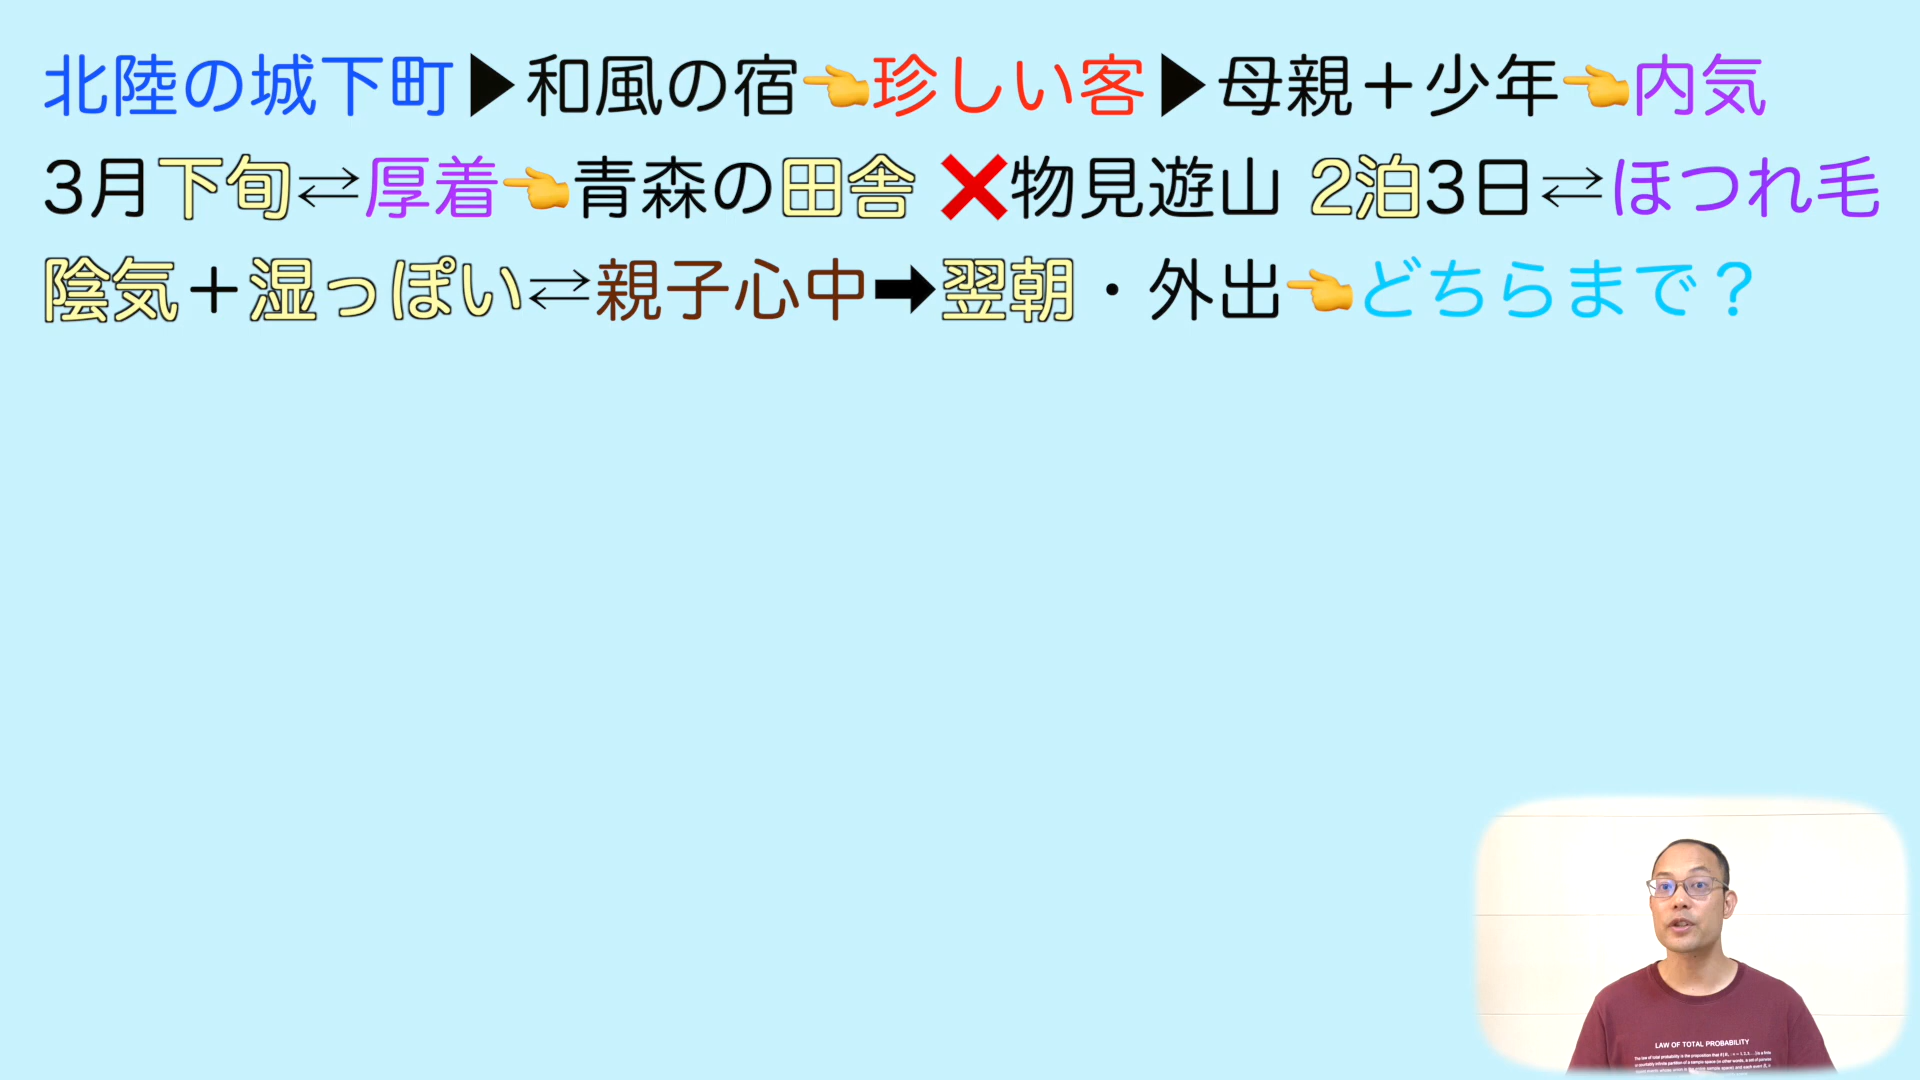 北陸の城下町▶和風の宿👈珍しい客▶母親＋少年👈内気
3月下旬⇄厚着👈青森の田舎 ❌物見遊山 2泊3日⇄ほつれ毛
陰気＋湿っぽい⇄親子心中➡翌朝・外出👈どちらまで？
LAW OF TOTAL PROBABILITY